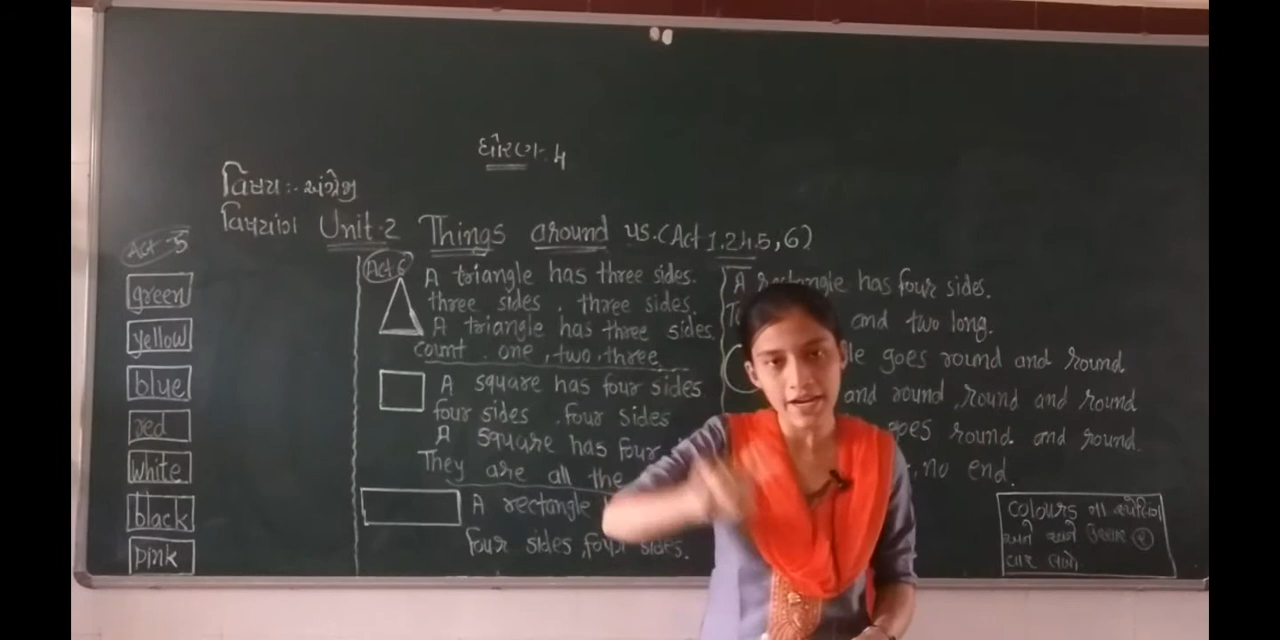 ધોરણ-૫
વિષય:- અંગ્રેજી
વિષયાંગ Unit-2 Things around us. (Act 1.2.4.5, 6)
Act-5
green
yellow
blue
red
white
black
pink
Act 6
A triangle has three sides.
three sides, three sides.
A triangle has three sides.
count. one, two, three
A square has four sides
four sides, four sides
A square has four
They are all the
A rectangle
four sides, four sides.
A rectangle has four sides.
and two long.
goes round and round
and round, round and round
goes round and round.
, no end.
colours ના સ્પેલિંગ
અને અર્થ
વાર લખો.